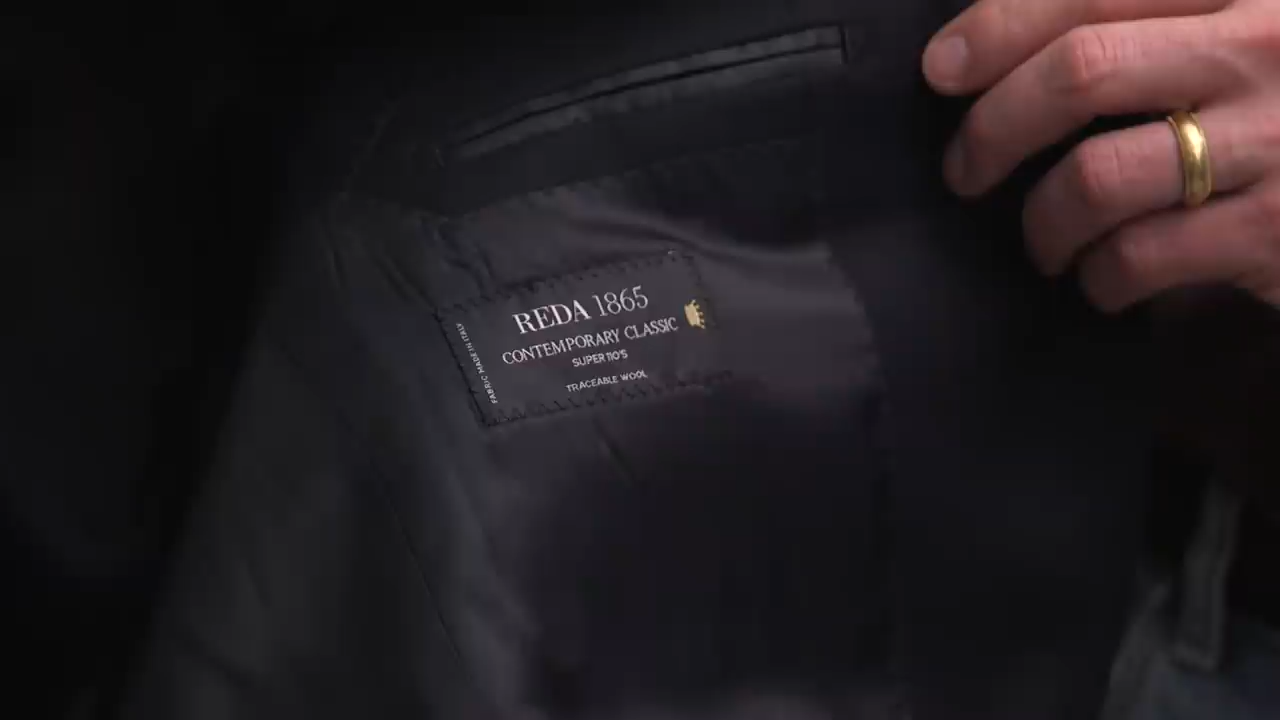 REDA 1865
CONTEMPORARY CLASSIC
SUPER 110'S
TRACEABLE WOOL
FABRIC MADE IN ITALY